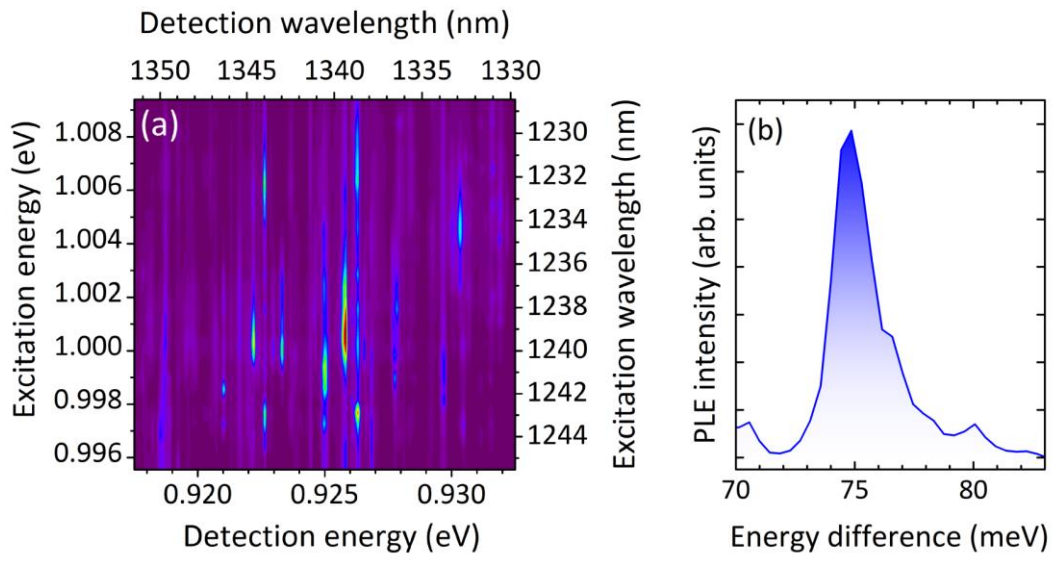 Detection wavelength (nm)
1350 1345 1340 1335 1330
(a)
Excitation energy (eV)
1.008
1.006
1.004
1.002
1.000
0.998
0.996
1230
1232
1234
1236
1238
1240
1242
1244
Excitation wavelength (nm)
0.920 0.925 0.930
Detection energy (eV)
(b)
PLE intensity (arb. units)
70 75 80
Energy difference (meV)